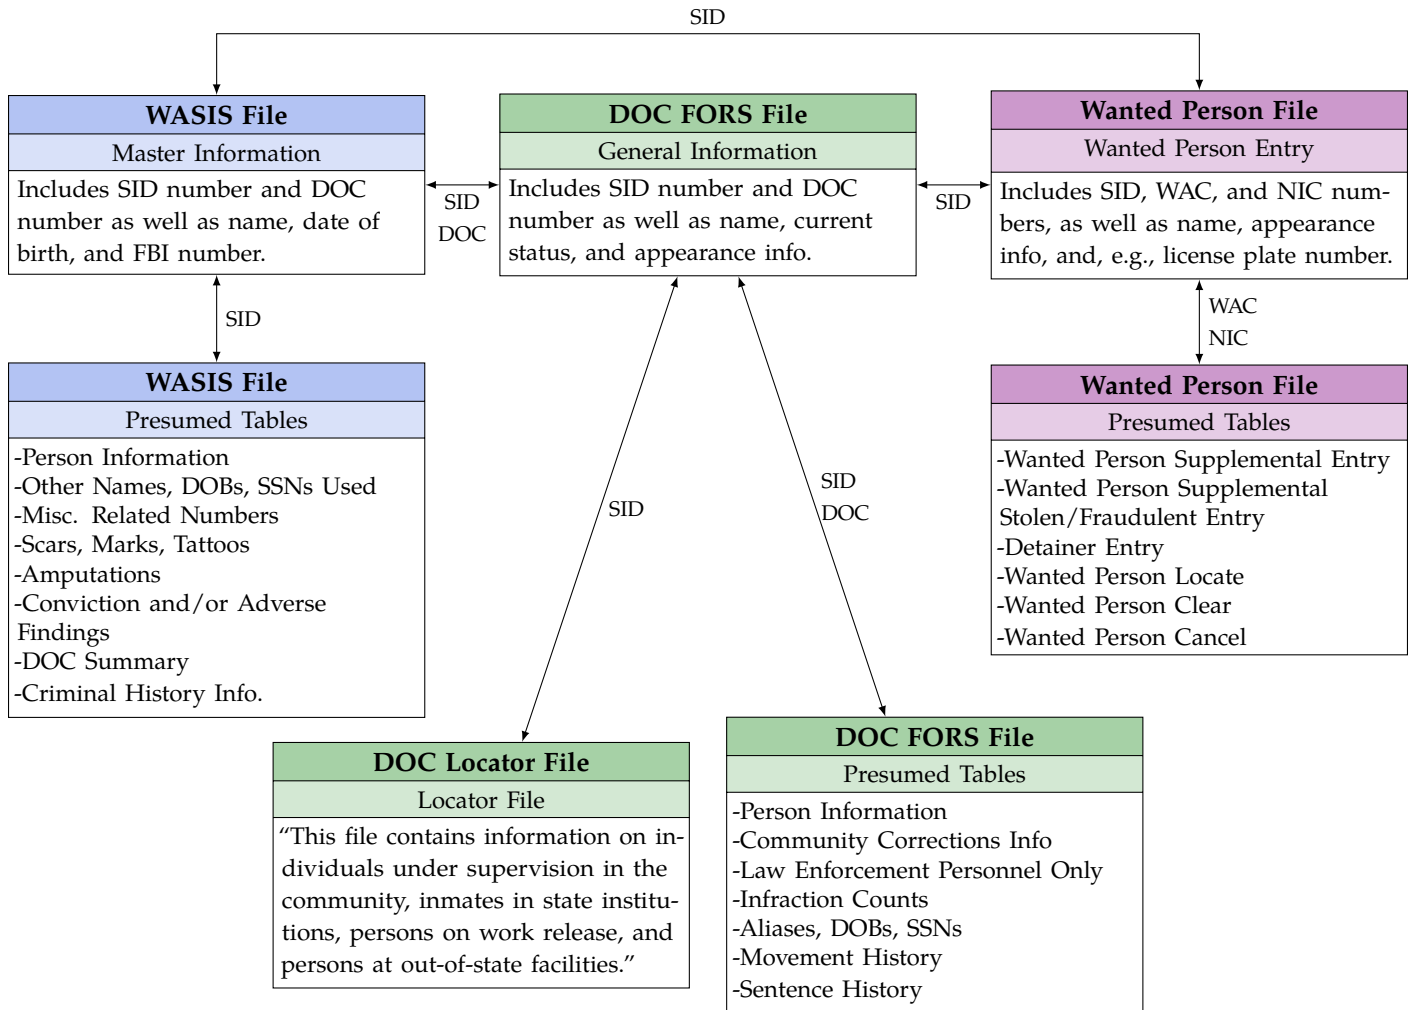 SID
WASIS File
Master Information
Includes SID number and DOC
number as well as name, date of
birth, and FBI number.
SID
DOC
DOC FORS File
General Information
Includes SID number and DOC
number as well as name, current
status, and appearance info.
SID
Wanted Person File
Wanted Person Entry
Includes SID, WAC, and NIC num-
bers, as well as name, appearance
info, and, e.g., license plate number.
SID
WAC
NIC
WASIS File
Presumed Tables
-Person Information
-Other Names, DOBs, SSNs Used
-Misc. Related Numbers
-Scars, Marks, Tattoos
-Amputations
-Conviction and/or Adverse
Findings
-DOC Summary
-Criminal History Info.
SID
SID
DOC
Wanted Person File
Presumed Tables
-Wanted Person Supplemental Entry
-Wanted Person Supplemental
Stolen/Fraudulent Entry
-Detainer Entry
-Wanted Person Locate
-Wanted Person Clear
-Wanted Person Cancel
DOC Locator File
Locator File
“This file contains information on in-
dividuals under supervision in the
community, inmates in state institu-
tions, persons on work release, and
persons at out-of-state facilities.”
DOC FORS File
Presumed Tables
-Person Information
-Community Corrections Info
-Law Enforcement Personnel Only
-Infraction Counts
-Aliases, DOBs, SSNs
-Movement History
-Sentence History